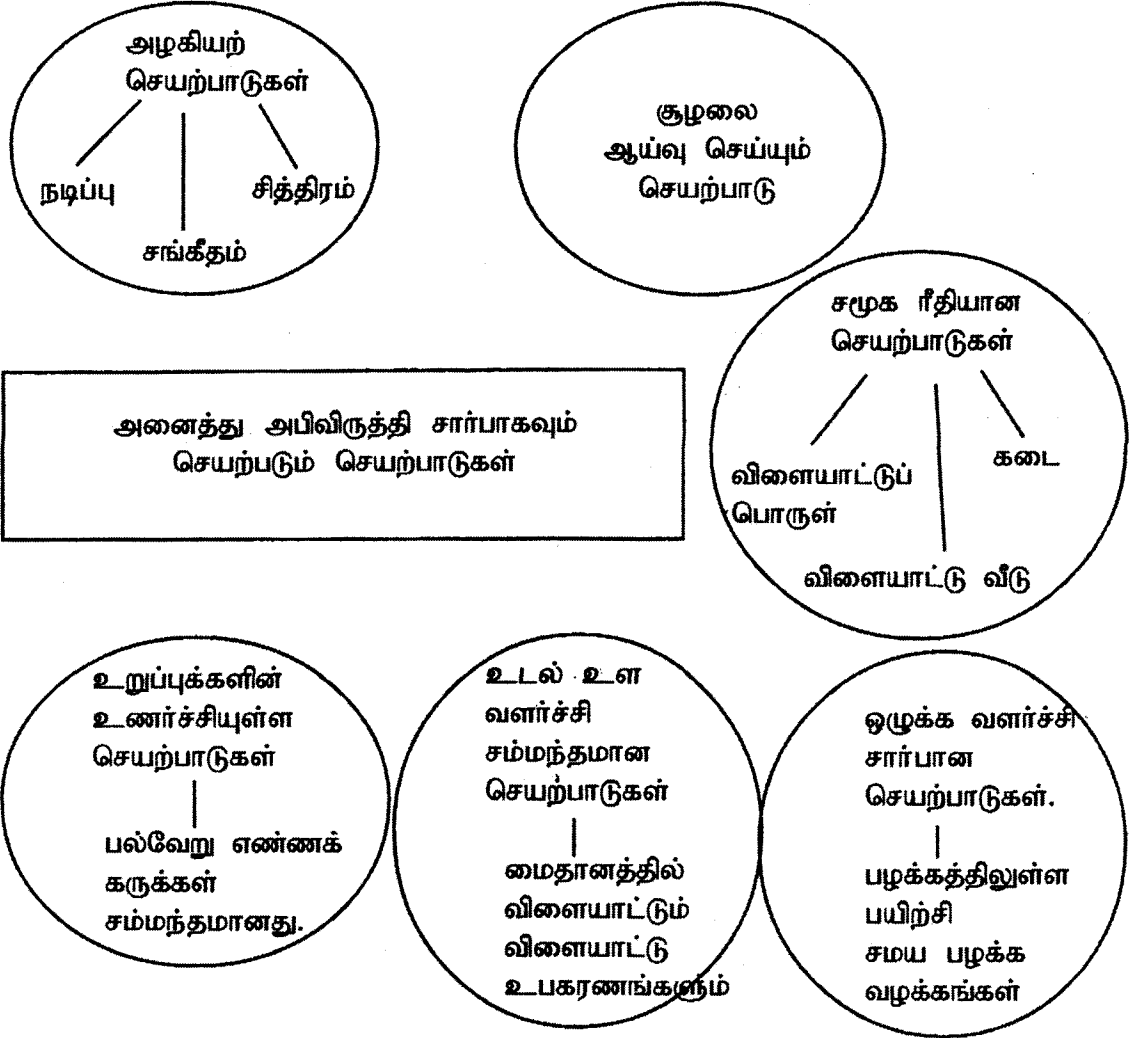 அழகியற்
செயற்பாடுகள்
நடிப்பு
சித்திரம்
சங்கீதம்
சூழலை
ஆய்வு செய்யும்
செயற்பாடு
சமூக ரீதியான
செயற்பாடுகள்
விளையாட்டுப்
பொருள்
கடை
விளையாட்டு வீடு
அனைத்து அபிவிருத்தி சார்பாகவும்
செயற்படும் செயற்பாடுகள்
உறுப்புக்களின்
உணர்ச்சியுள்ள
செயற்பாடுகள்
பல்வேறு எண்ணக்
கருக்கள்
சம்மந்தமானது.
உடல் உள
வளர்ச்சி
சம்மந்தமான
செயற்பாடுகள்
மைதானத்தில்
விளையாட்டும்
விளையாட்டு
உபகரணங்களும்
ஒழுக்க வளர்ச்சி
சார்பான
செயற்பாடுகள்.
பழக்கத்திலுள்ள
பயிற்சி
சமய பழக்க
வழக்கங்கள்